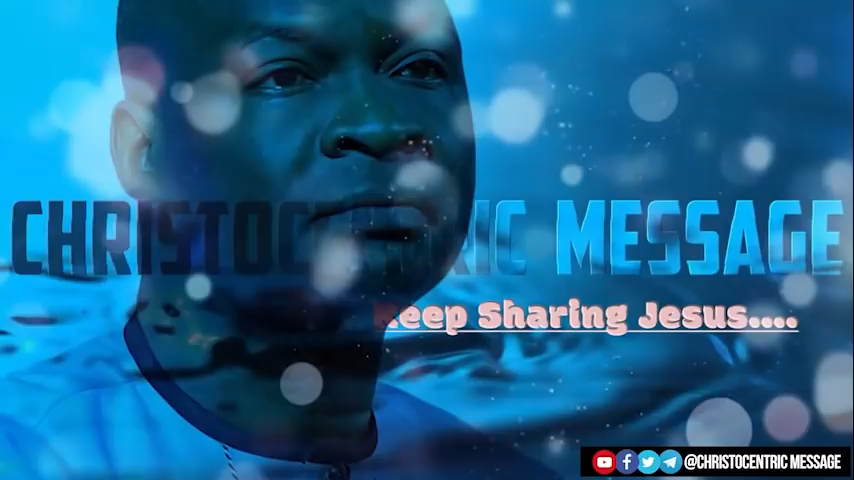 CHRISTOCENTRIC MESSAGE
Keep Sharing Jesus....
@CHRISTOCENTRIC MESSAGE